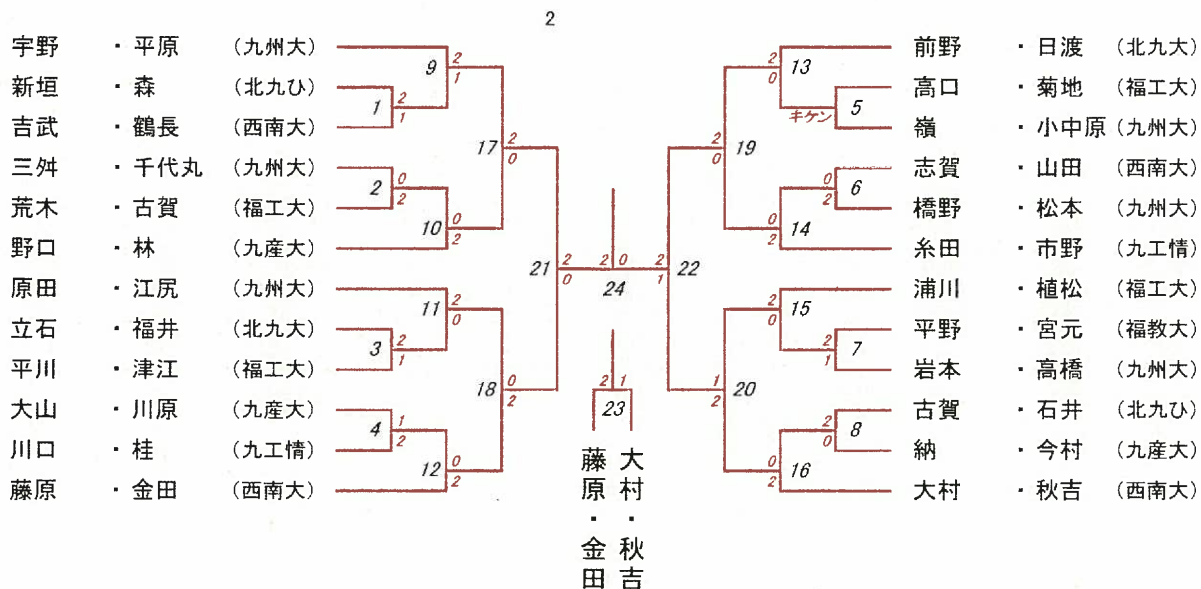 2
宇野 ・ 平原 (九州大)
新垣 ・ 森 (北九ひ)
吉武 ・ 鶴長 (西南大)
三舛 ・ 千代丸 (九州大)
荒木 ・ 古賀 (福工大)
野口 ・ 林 (九産大)
原田 ・ 江尻 (九州大)
立石 ・ 福井 (北九大)
平川 ・ 津江 (福工大)
大山 ・ 川原 (九産大)
川口 ・ 桂 (九工情)
藤原 ・ 金田 (西南大)
9 2 1
1 2 1
2 0 2
10 0 2
11 2 0
3 2 1
4 1 2
12 0 2
17 2 0
18 0 2
21 2 0
24 2 0
23 2 1
藤原・金田
大村・秋吉
22 2 1
19 2 0
20 1 2
13 2 0
キケン
5
6 0 2
14 0 2
15 2 0
7 2 1
8 2 0
16 0 2
前野 ・ 日渡 (北九大)
高口 ・ 菊地 (福工大)
嶺 ・ 小中原 (九州大)
志賀 ・ 山田 (西南大)
橋野 ・ 松本 (九州大)
糸田 ・ 市野 (九工情)
浦川 ・ 植松 (福工大)
平野 ・ 宮元 (福教大)
岩本 ・ 高橋 (九州大)
古賀 ・ 石井 (北九ひ)
納 ・ 今村 (九産大)
大村 ・ 秋吉 (西南大)